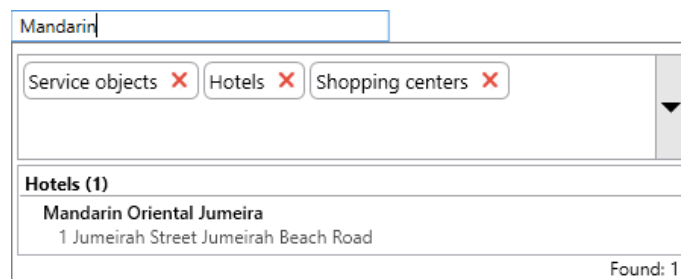 Mandarin
Service objects Hotels Shopping centers
Hotels (1)
Mandarin Oriental Jumeira
1 Jumeirah Street Jumeirah Beach Road
Found: 1